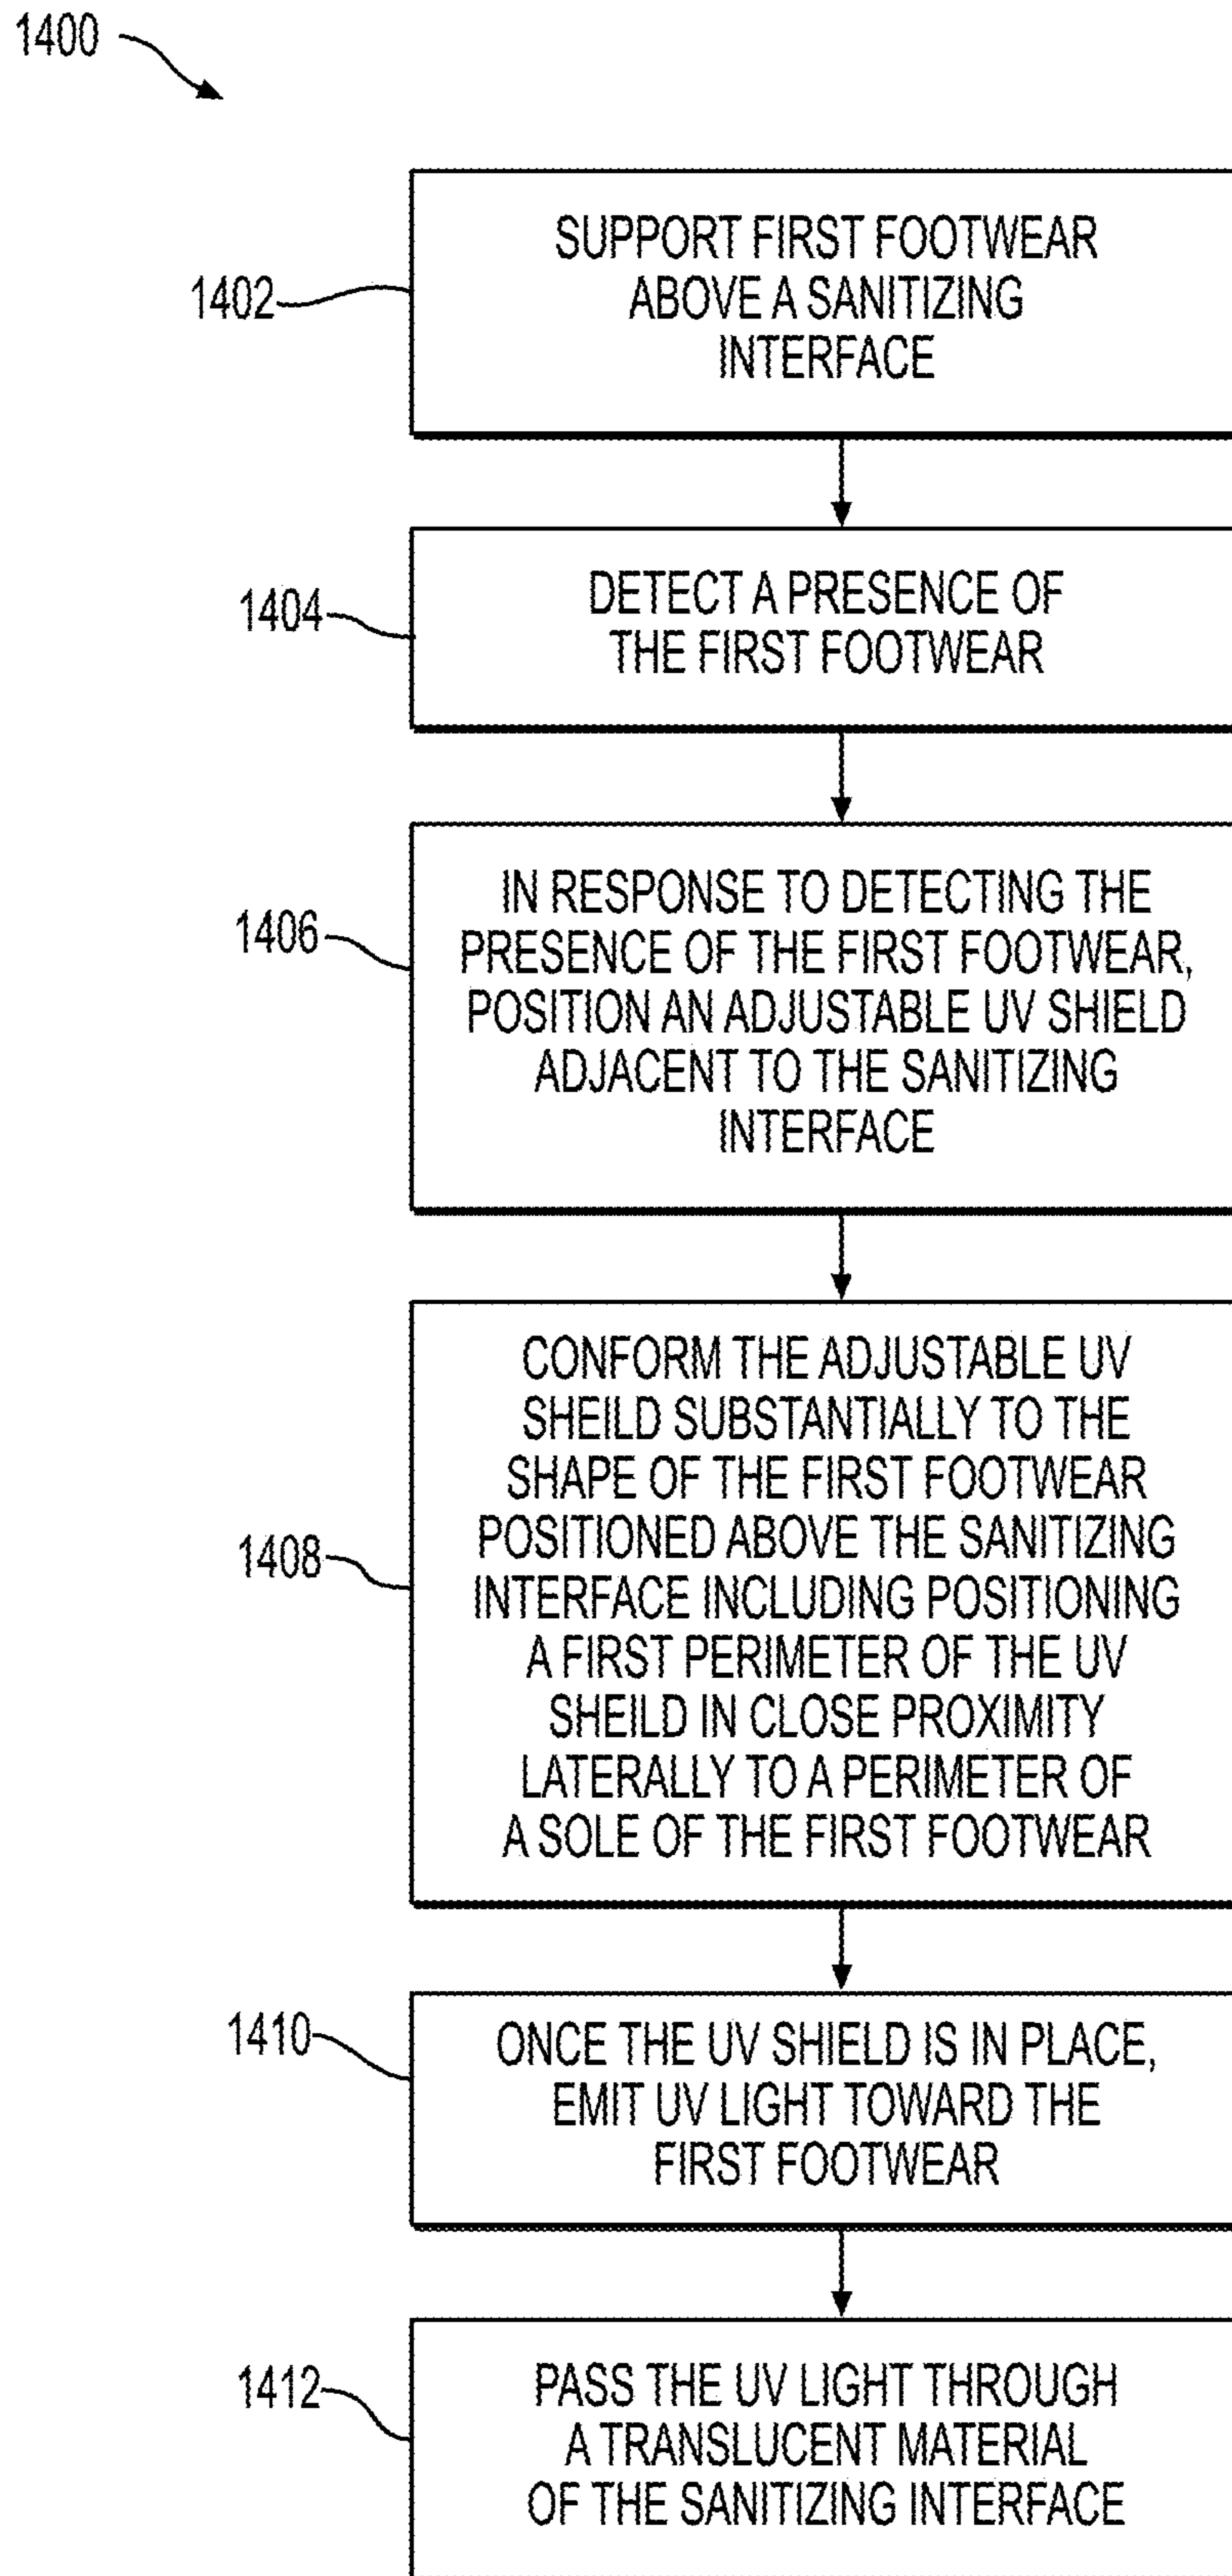 1400
1402
SUPPORT FIRST FOOTWEAR
ABOVE A SANITIZING
INTERFACE
1404
DETECT A PRESENCE OF
THE FIRST FOOTWEAR
1406
IN RESPONSE TO DETECTING THE
PRESENCE OF THE FIRST FOOTWEAR,
POSITION AN ADJUSTABLE UV SHIELD
ADJACENT TO THE SANITIZING
INTERFACE
1408
CONFORM THE ADJUSTABLE UV
SHEILD SUBSTANTIALLY TO THE
SHAPE OF THE FIRST FOOTWEAR
POSITIONED ABOVE THE SANITIZING
INTERFACE INCLUDING POSITIONING
A FIRST PERIMETER OF THE UV
SHEILD IN CLOSE PROXIMITY
LATERALLY TO A PERIMETER OF
A SOLE OF THE FIRST FOOTWEAR
1410
ONCE THE UV SHIELD IS IN PLACE,
EMIT UV LIGHT TOWARD THE
FIRST FOOTWEAR
1412
PASS THE UV LIGHT THROUGH
A TRANSLUCENT MATERIAL
OF THE SANITIZING INTERFACE